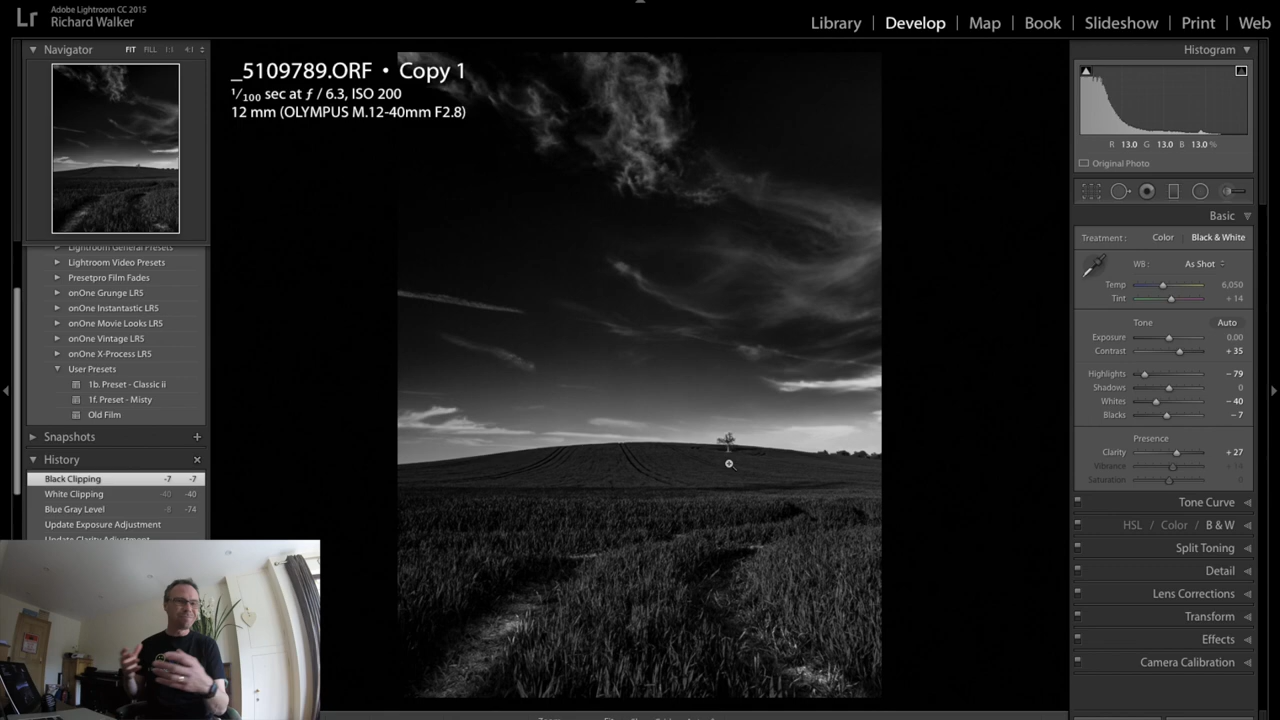 Lr
Adobe Lightroom CC 2015
Richard Walker
Library | Develop | Map | Book | Slideshow | Print | Web
Navigator FIT FILL 1:1 4:1
Lightroom General Presets
Lightroom Video Presets
Presetpro Film Fades
onOne Grunge LR5
onOne Instantastic LR5
onOne Movie Looks LR5
onOne Vintage LR5
onOne X-Process LR5
User Presets
1b. Preset - Classic ii
1f. Preset - Misty
Old Film
Snapshots +
History ×
Black Clipping -7 -7
White Clipping -40 -40
Blue Gray Level -8 -74
Update Exposure Adjustment
Update Clarity Adjustment
_5109789.ORF • Copy 1
1/100 sec at ƒ / 6.3, ISO 200
12 mm (OLYMPUS M.12-40mm F2.8)
Histogram
R 13.0 G 13.0 B 13.0 %
Original Photo
Basic
Treatment : Color Black & White
WB : As Shot
Temp 6,050
Tint + 14
Tone Auto
Exposure 0.00
Contrast + 35
Highlights - 79
Shadows 0
Whites - 40
Blacks - 7
Presence
Clarity + 27
Vibrance + 14
Saturation 0
Tone Curve
HSL / Color / B & W
Split Toning
Detail
Lens Corrections
Transform
Effects
Camera Calibration